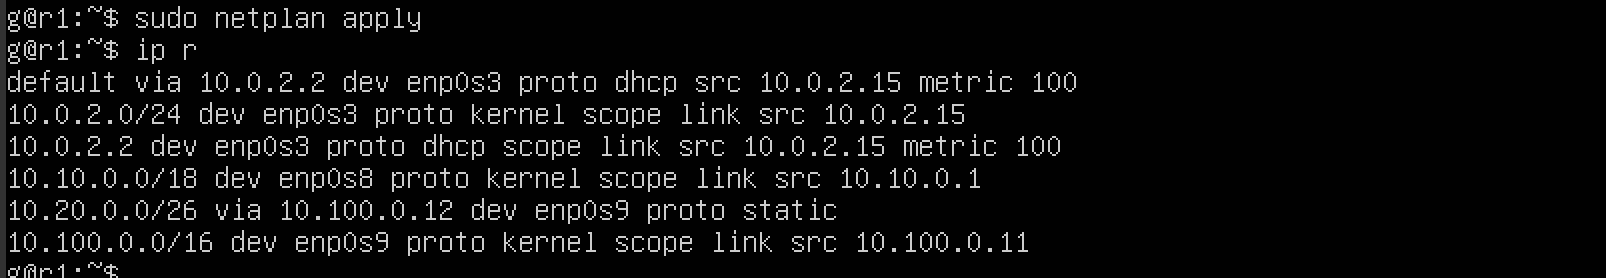 g@r1:~$ sudo netplan apply
g@r1:~$ ip r
default via 10.0.2.2 dev enp0s3 proto dhcp src 10.0.2.15 metric 100
10.0.2.0/24 dev enp0s3 proto kernel scope link src 10.0.2.15
10.0.2.2 dev enp0s3 proto dhcp scope link src 10.0.2.15 metric 100
10.10.0.0/18 dev enp0s8 proto kernel scope link src 10.10.0.1
10.20.0.0/26 via 10.100.0.12 dev enp0s9 proto static
10.100.0.0/16 dev enp0s9 proto kernel scope link src 10.100.0.11
g@r1:~$